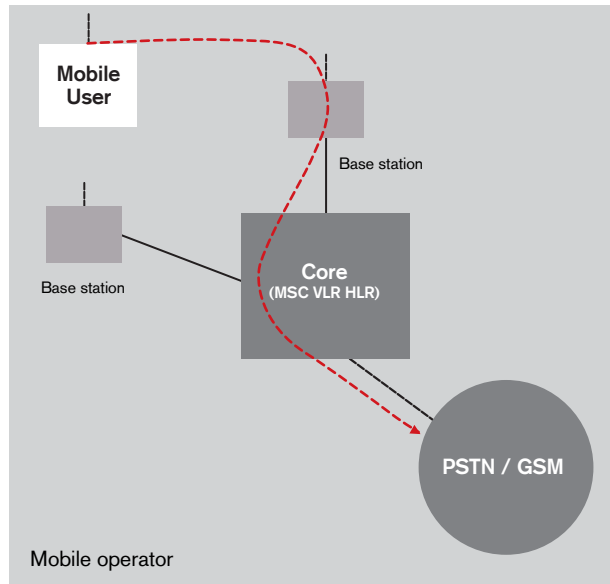 Mobile
User
Base station
Base station
Core
(MSC VLR HLR)
PSTN / GSM
Mobile operator